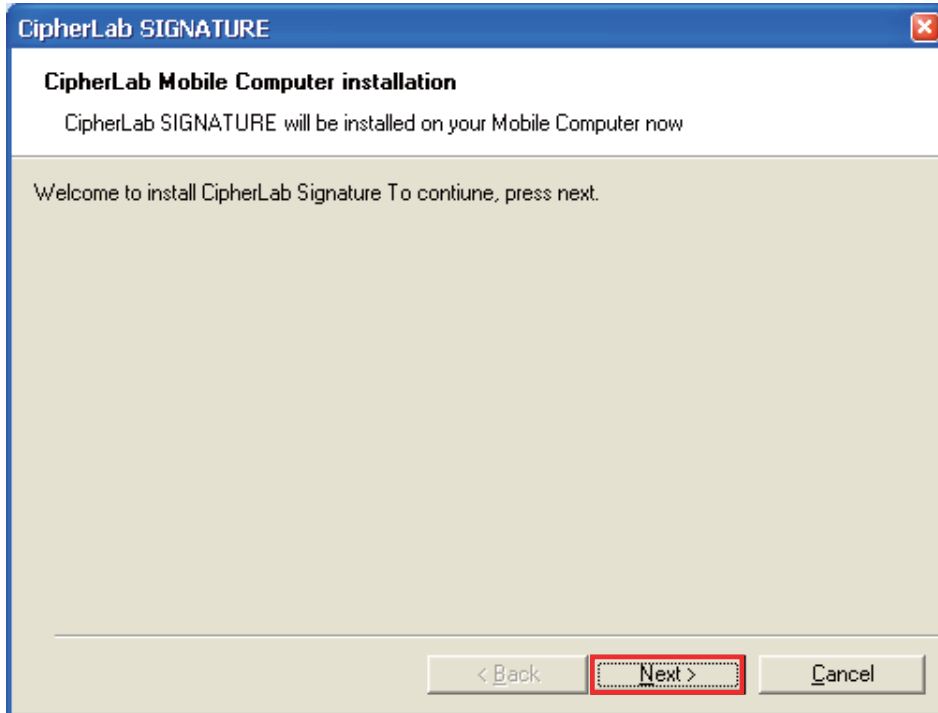 CipherLab SIGNATURE
CipherLab Mobile Computer installation
CipherLab SIGNATURE will be installed on your Mobile Computer now
Welcome to install CipherLab Signature To contiune, press next.
< Back
Next >
Cancel